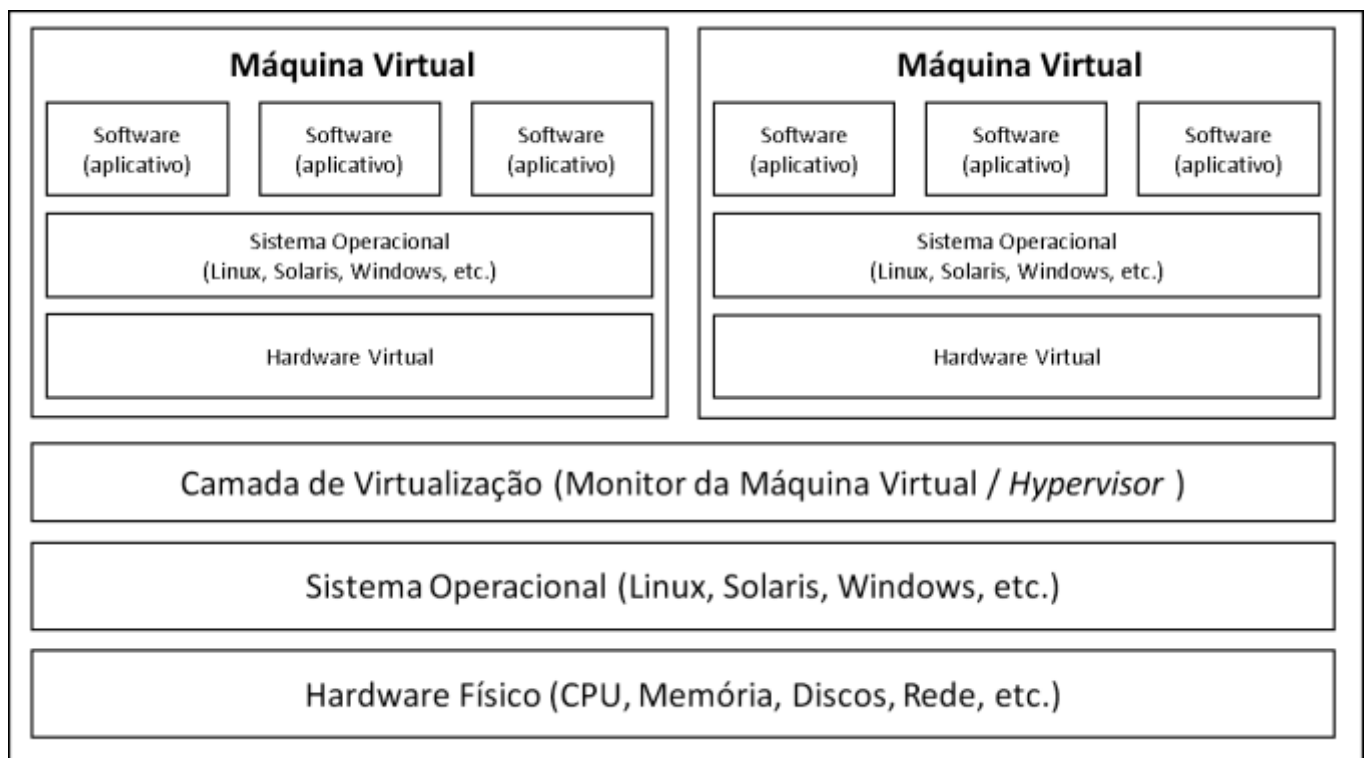 Máquina Virtual
Software
(aplicativo)
Software
(aplicativo)
Software
(aplicativo)
Sistema Operacional
(Linux, Solaris, Windows, etc.)
Hardware Virtual
Máquina Virtual
Software
(aplicativo)
Software
(aplicativo)
Software
(aplicativo)
Sistema Operacional
(Linux, Solaris, Windows, etc.)
Hardware Virtual
Camada de Virtualização (Monitor da Máquina Virtual / Hypervisor )
Sistema Operacional (Linux, Solaris, Windows, etc.)
Hardware Físico (CPU, Memória, Discos, Rede, etc.)